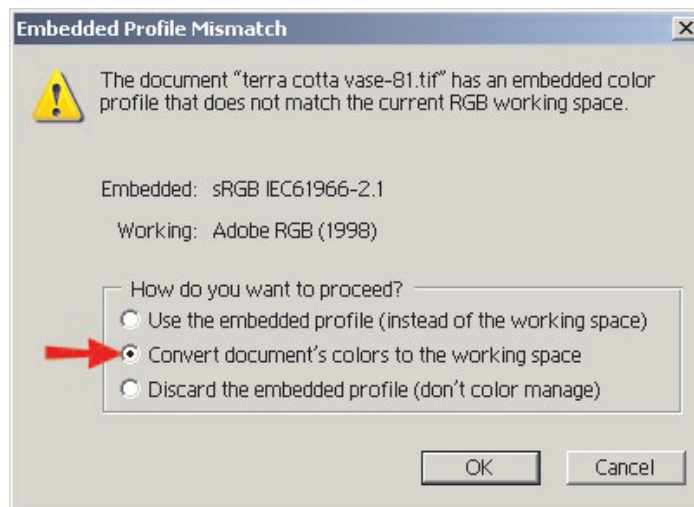 Embedded Profile Mismatch
The document “terra cotta vase-81.tif” has an embedded color
profile that does not match the current RGB working space.
Embedded: sRGB IEC61966-2.1
Working: Adobe RGB (1998)
How do you want to proceed?
Use the embedded profile (instead of the working space)
Convert document's colors to the working space
Discard the embedded profile (don't color manage)
OK Cancel